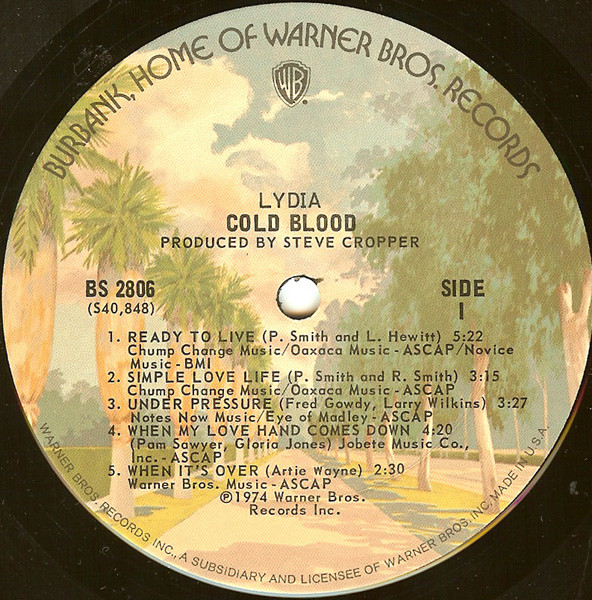 BURBANK, HOME OF WARNER BROS. RECORDS
WB
LYDIA
COLD BLOOD
PRODUCED BY STEVE CROPPER
BS 2806
(S40,848)
SIDE
1
1. READY TO LIVE (P. Smith and L. Hewitt) 5:22
Chump Change Music/Oaxaca Music - ASCAP/Novice
Music - BMI
2. SIMPLE LOVE LIFE (P. Smith and R. Smith) 3:15
Chump Change Music/Oaxaca Music - ASCAP
3. UNDER PRESSURE (Fred Gowdy, Larry Wilkins) 3:27
Notes Now Music/Eye of Madley - ASCAP
4. WHEN MY LOVE HAND COMES DOWN 4:20
(Pam Sawyer, Gloria Jones) Jobete Music Co.,
Inc. - ASCAP
5. WHEN IT'S OVER (Artie Wayne) 2:30
Warner Bros. Music - ASCAP
℗1974 Warner Bros.
Records Inc.
WARNER BROS. RECORDS INC., A SUBSIDIARY AND LICENSEE OF WARNER BROS. INC. MADE IN U.S.A.